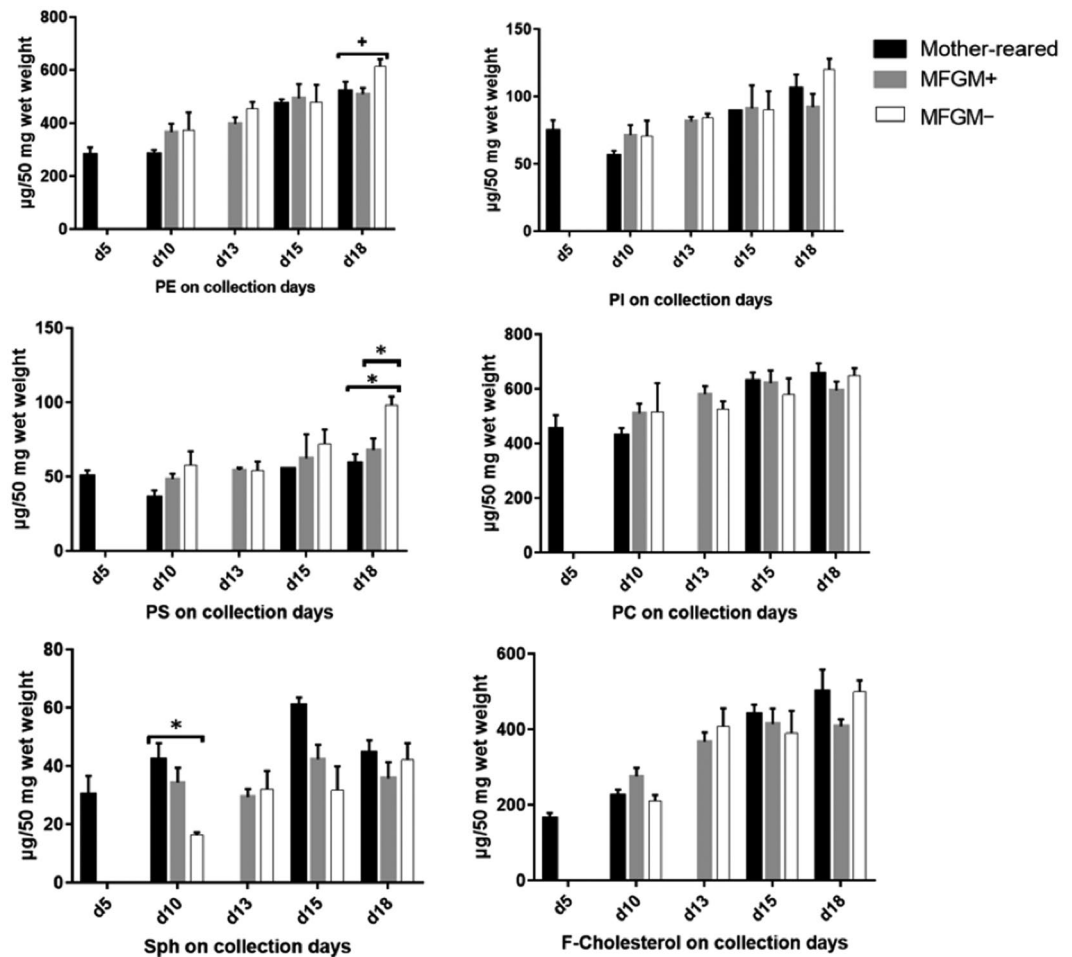 800
600
400
200
0
µg/50 mg wet weight
+
d5 d10 d13 d15 d18
PE on collection days
150
100
50
0
µg/50 mg wet weight
d5 d10 d13 d15 d18
PI on collection days
Mother-reared
MFGM+
MFGM−
150
100
50
0
µg/50 mg wet weight
*
*
d5 d10 d13 d15 d18
PS on collection days
800
600
400
200
0
µg/50 mg wet weight
d5 d10 d13 d15 d18
PC on collection days
80
60
40
20
0
µg/50 mg wet weight
*
d5 d10 d13 d15 d18
Sph on collection days
600
400
200
0
µg/50 mg wet weight
d5 d10 d13 d15 d18
F-Cholesterol on collection days